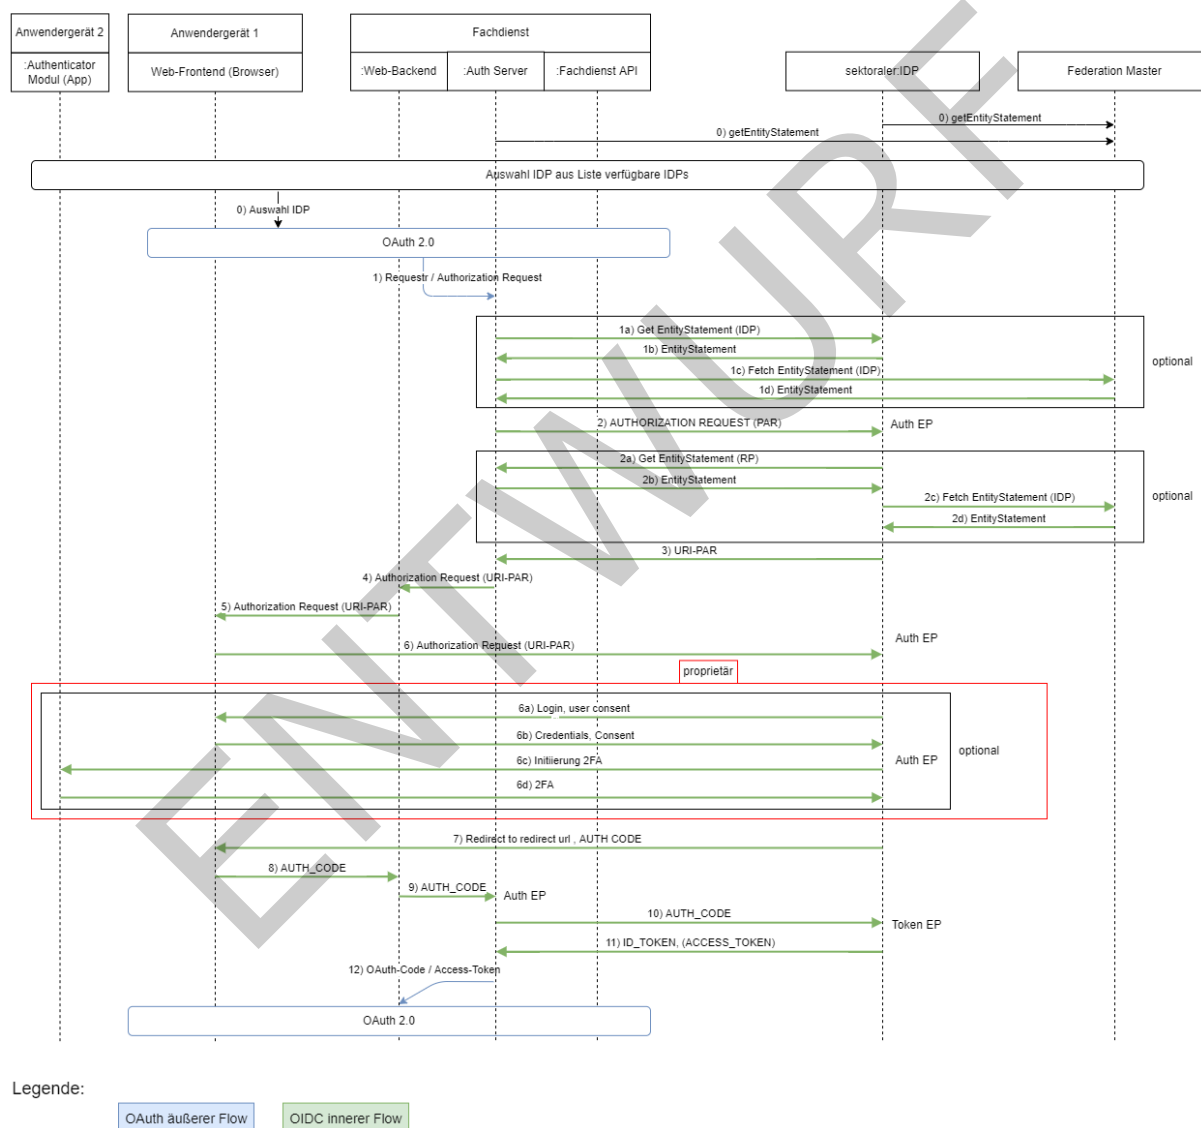 Anwendergerät 2
Anwendergerät 1
Fachdienst
:Authenticator
Modul (App)
Web-Frontend (Browser)
:Web-Backend
:Auth Server
:Fachdienst API
sektoraler:IDP
Federation Master
0) getEntityStatement
0) getEntityStatement
Auswahl IDP aus Liste verfügbare IDPs
0) Auswahl IDP
OAuth 2.0
1) Requestr / Authorization Request
1a) Get EntityStatement (IDP)
1b) EntityStatement
optional
1c) Fetch EntityStatement (IDP)
1d) EntityStatement
2) AUTHORIZATION REQUEST (PAR)
Auth EP
2a) Get EntityStatement (RP)
2b) EntityStatement
optional
2c) Fetch EntityStatement (IDP)
2d) EntityStatement
3) URI-PAR
4) Authorization Request (URI-PAR)
5) Authorization Request (URI-PAR)
Auth EP
6) Authorization Request (URI-PAR)
proprietär
6a) Login, user consent
6b) Credentials, Consent
optional
6c) Initiierung 2FA
Auth EP
6d) 2FA
7) Redirect to redirect url , AUTH CODE
8) AUTH_CODE
9) AUTH_CODE
Auth EP
10) AUTH_CODE
Token EP
11) ID_TOKEN, (ACCESS_TOKEN)
12) OAuth-Code / Access-Token
OAuth 2.0
Legende:
OAuth äußerer Flow
OIDC innerer Flow
ENTWURF